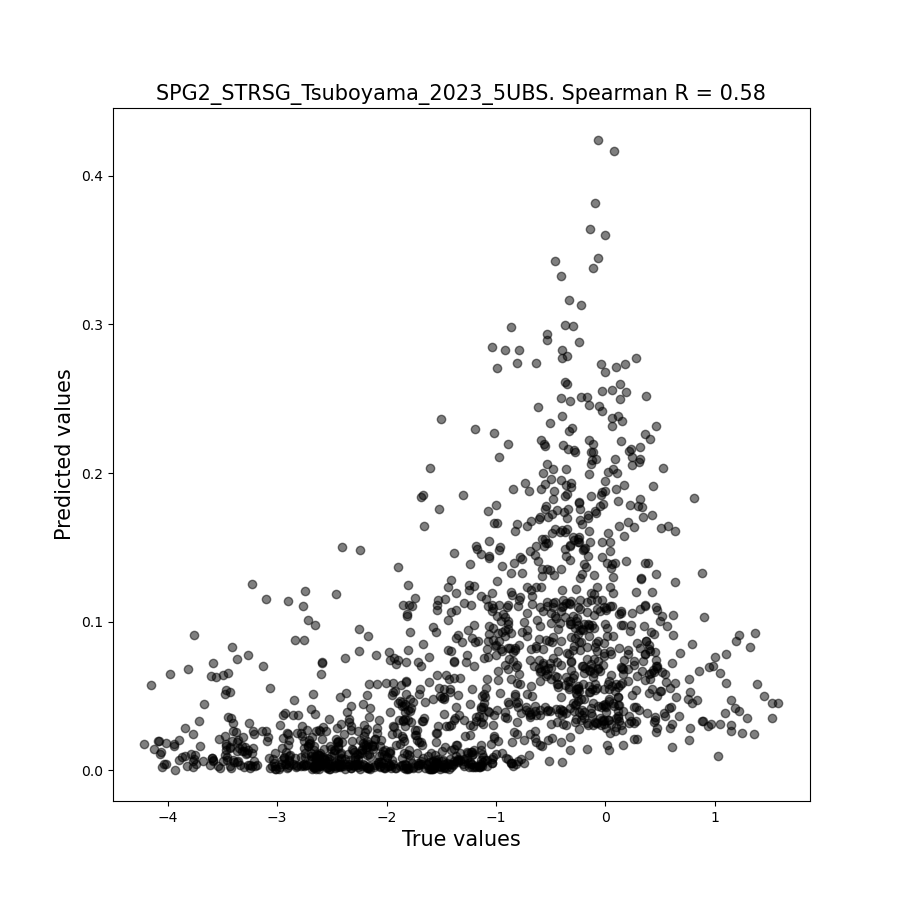 SPG2_STRSG_Tsuboyama_2023_5UBS. Spearman R = 0.58
0.4
0.3
0.2
0.1
0.0
Predicted values
−4 −3 −2 −1 0 1
True values